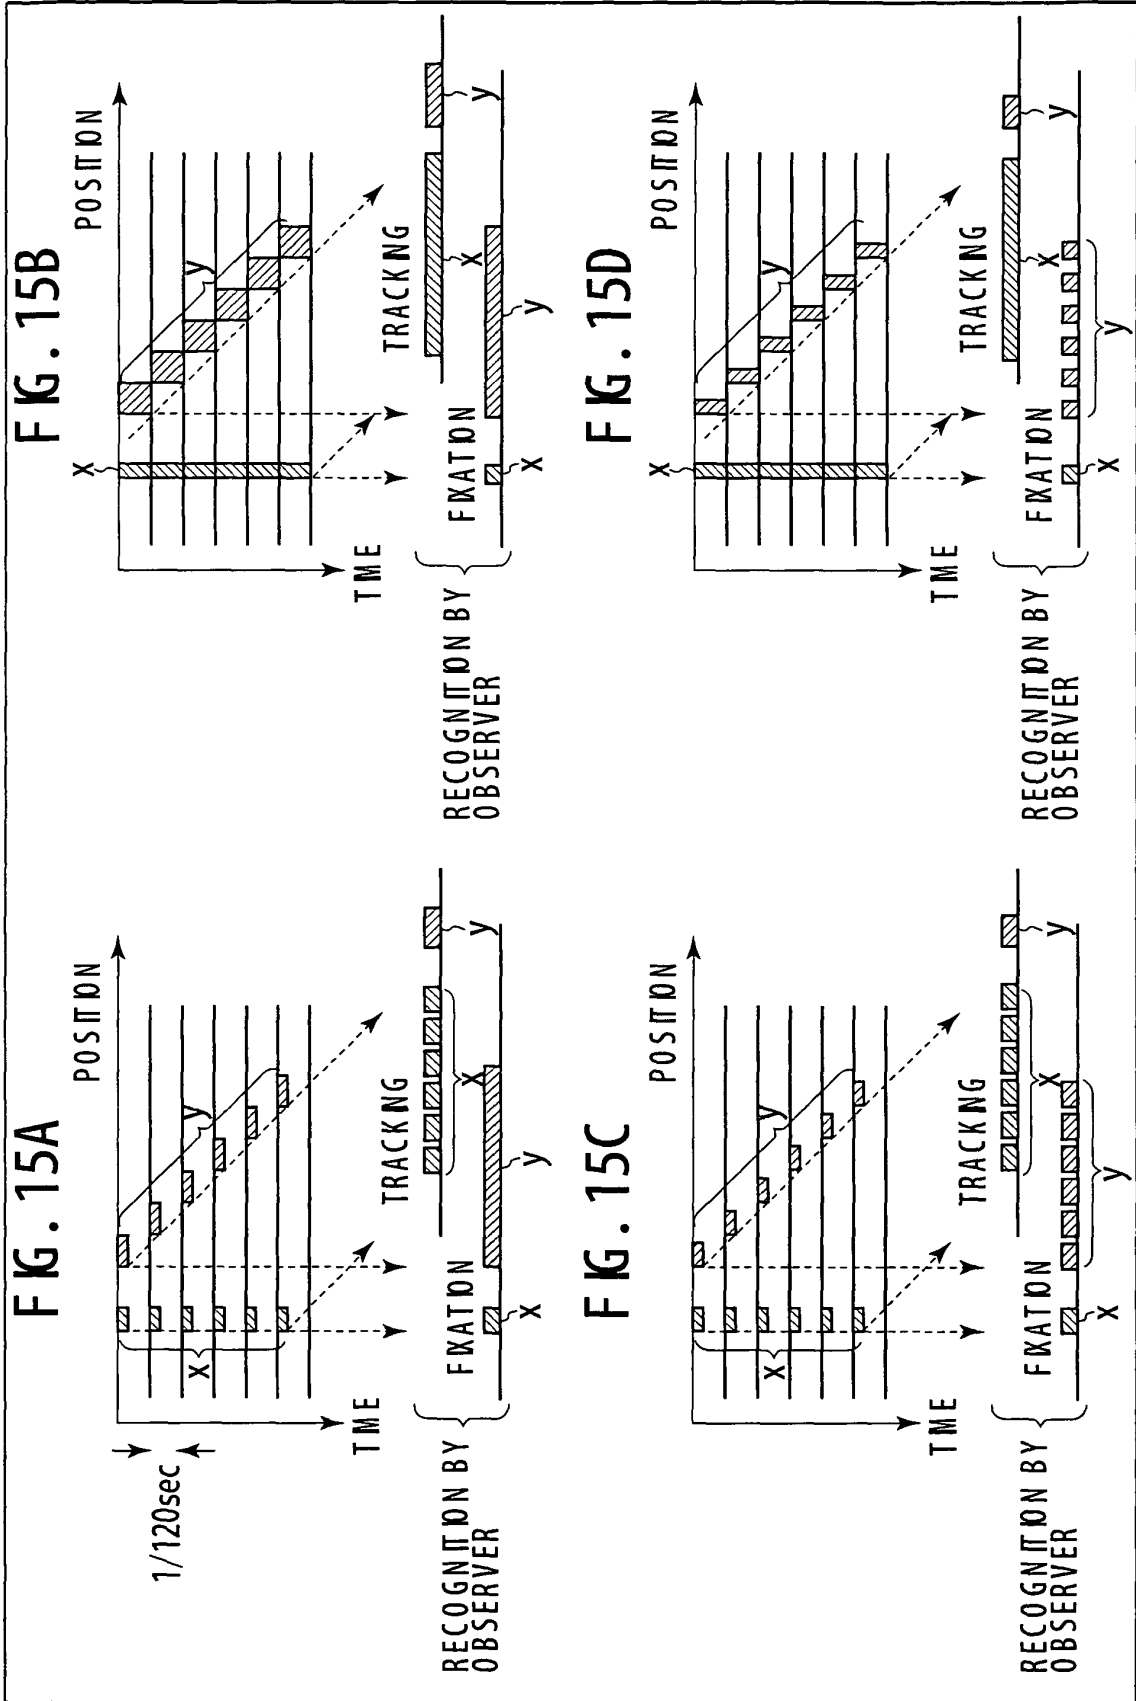 FIG. 15A
1/120sec
POSITION
y
x
TIME
TRACKING
x
y
FIXATION
x
y
RECOGNITION BY
OBSERVER
FIG. 15B
POSITION
x
y
TIME
TRACKING
x
y
FIXATION
x
y
RECOGNITION BY
OBSERVER
FIG. 15C
POSITION
y
x
TIME
TRACKING
x
y
FIXATION
x
y
RECOGNITION BY
OBSERVER
FIG. 15D
POSITION
x
y
TIME
TRACKING
x
y
FIXATION
x
y
RECOGNITION BY
OBSERVER